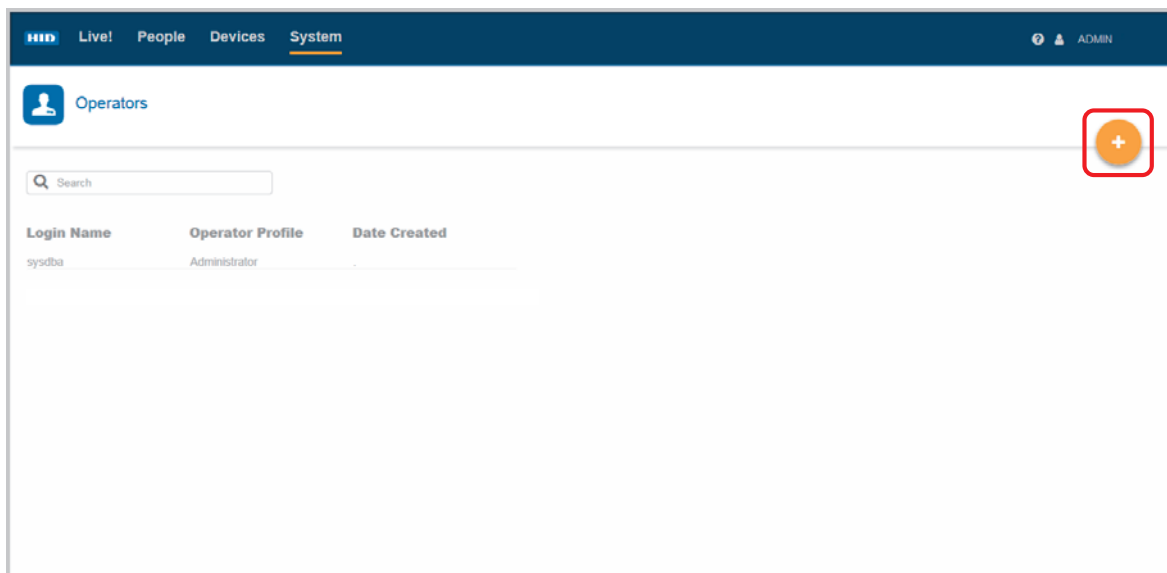 HID Live! People Devices System ADMIN
Operators
+
Search
Login Name Operator Profile Date Created
sysdba Administrator .